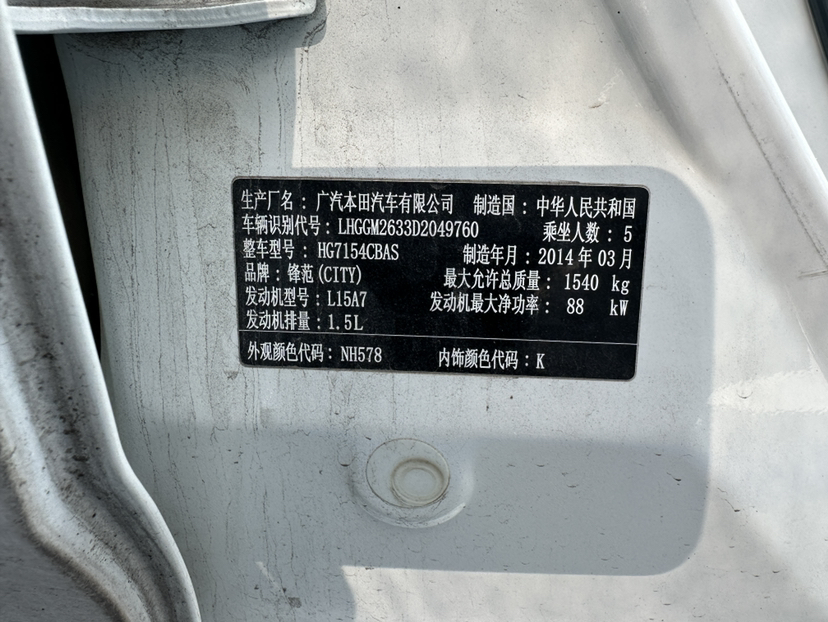 生产厂名：广汽本田汽车有限公司 制造国：中华人民共和国
车辆识别代号：LHGGM2633D2049760 乘坐人数：5
整车型号：HG7154CBAS 制造年月：2014年03月
品牌：锋范(CITY) 最大允许总质量：1540 kg
发动机型号：L15A7 发动机最大净功率：88 kW
发动机排量：1.5L
外观颜色代码：NH578 内饰颜色代码：K